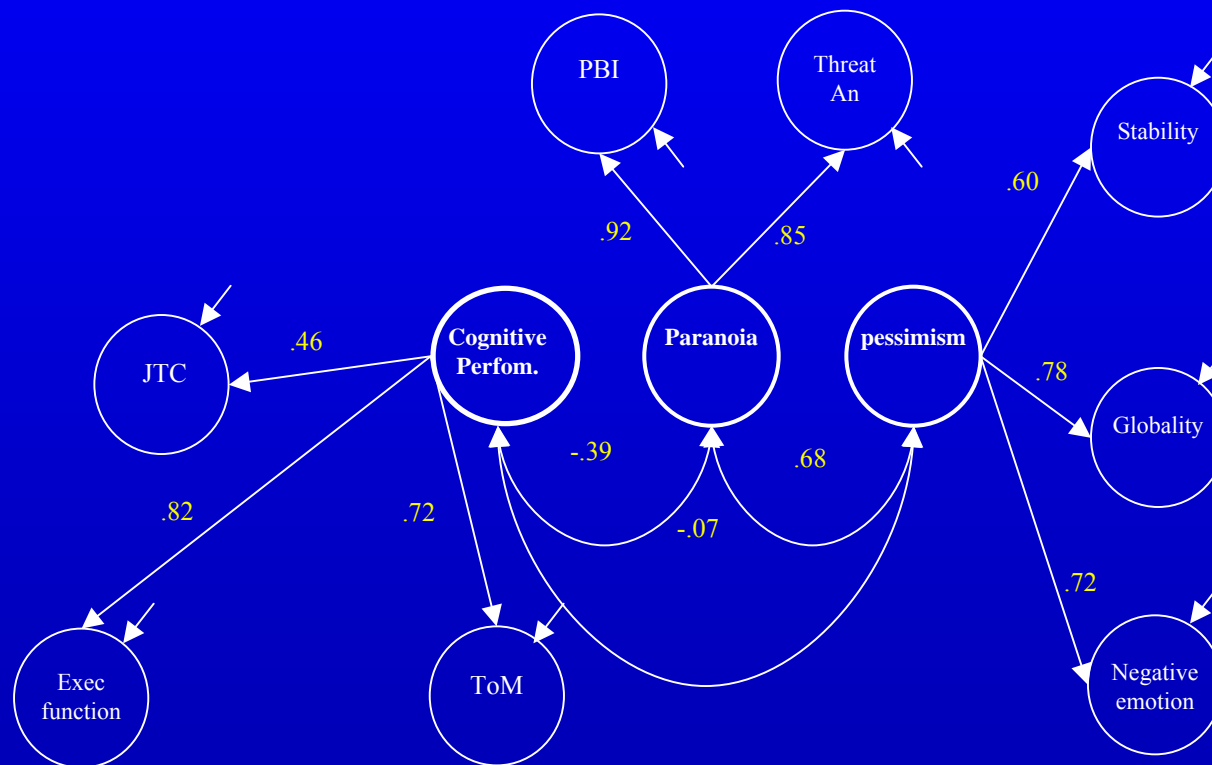 PBI
Threat
An
Stability
.60
.92
.85
Cognitive
Perfom.
Paranoia
pessimism
.46
JTC
.78
Globality
-.39
.68
.82
.72
-.07
.72
Exec
function
ToM
Negative
emotion